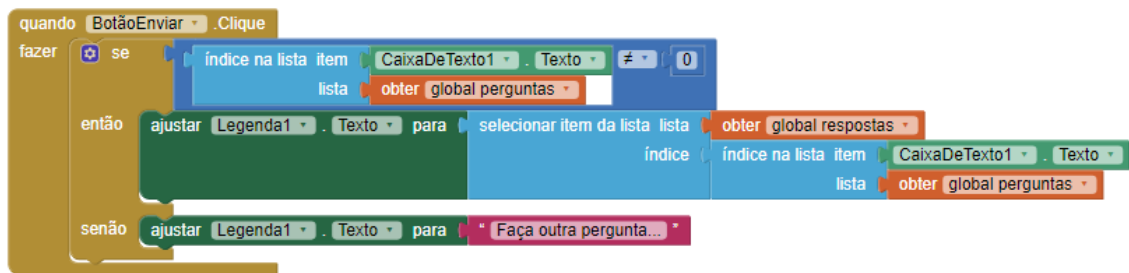 quando BotãoEnviar .Clique
fazer se índice na lista item CaixaDeTexto1 . Texto ≠ 0
lista obter global perguntas
então ajustar Legenda1 . Texto para selecionar item da lista lista obter global respostas
índice índice na lista item CaixaDeTexto1 . Texto
lista obter global perguntas
senão ajustar Legenda1 . Texto para " Faça outra pergunta... "